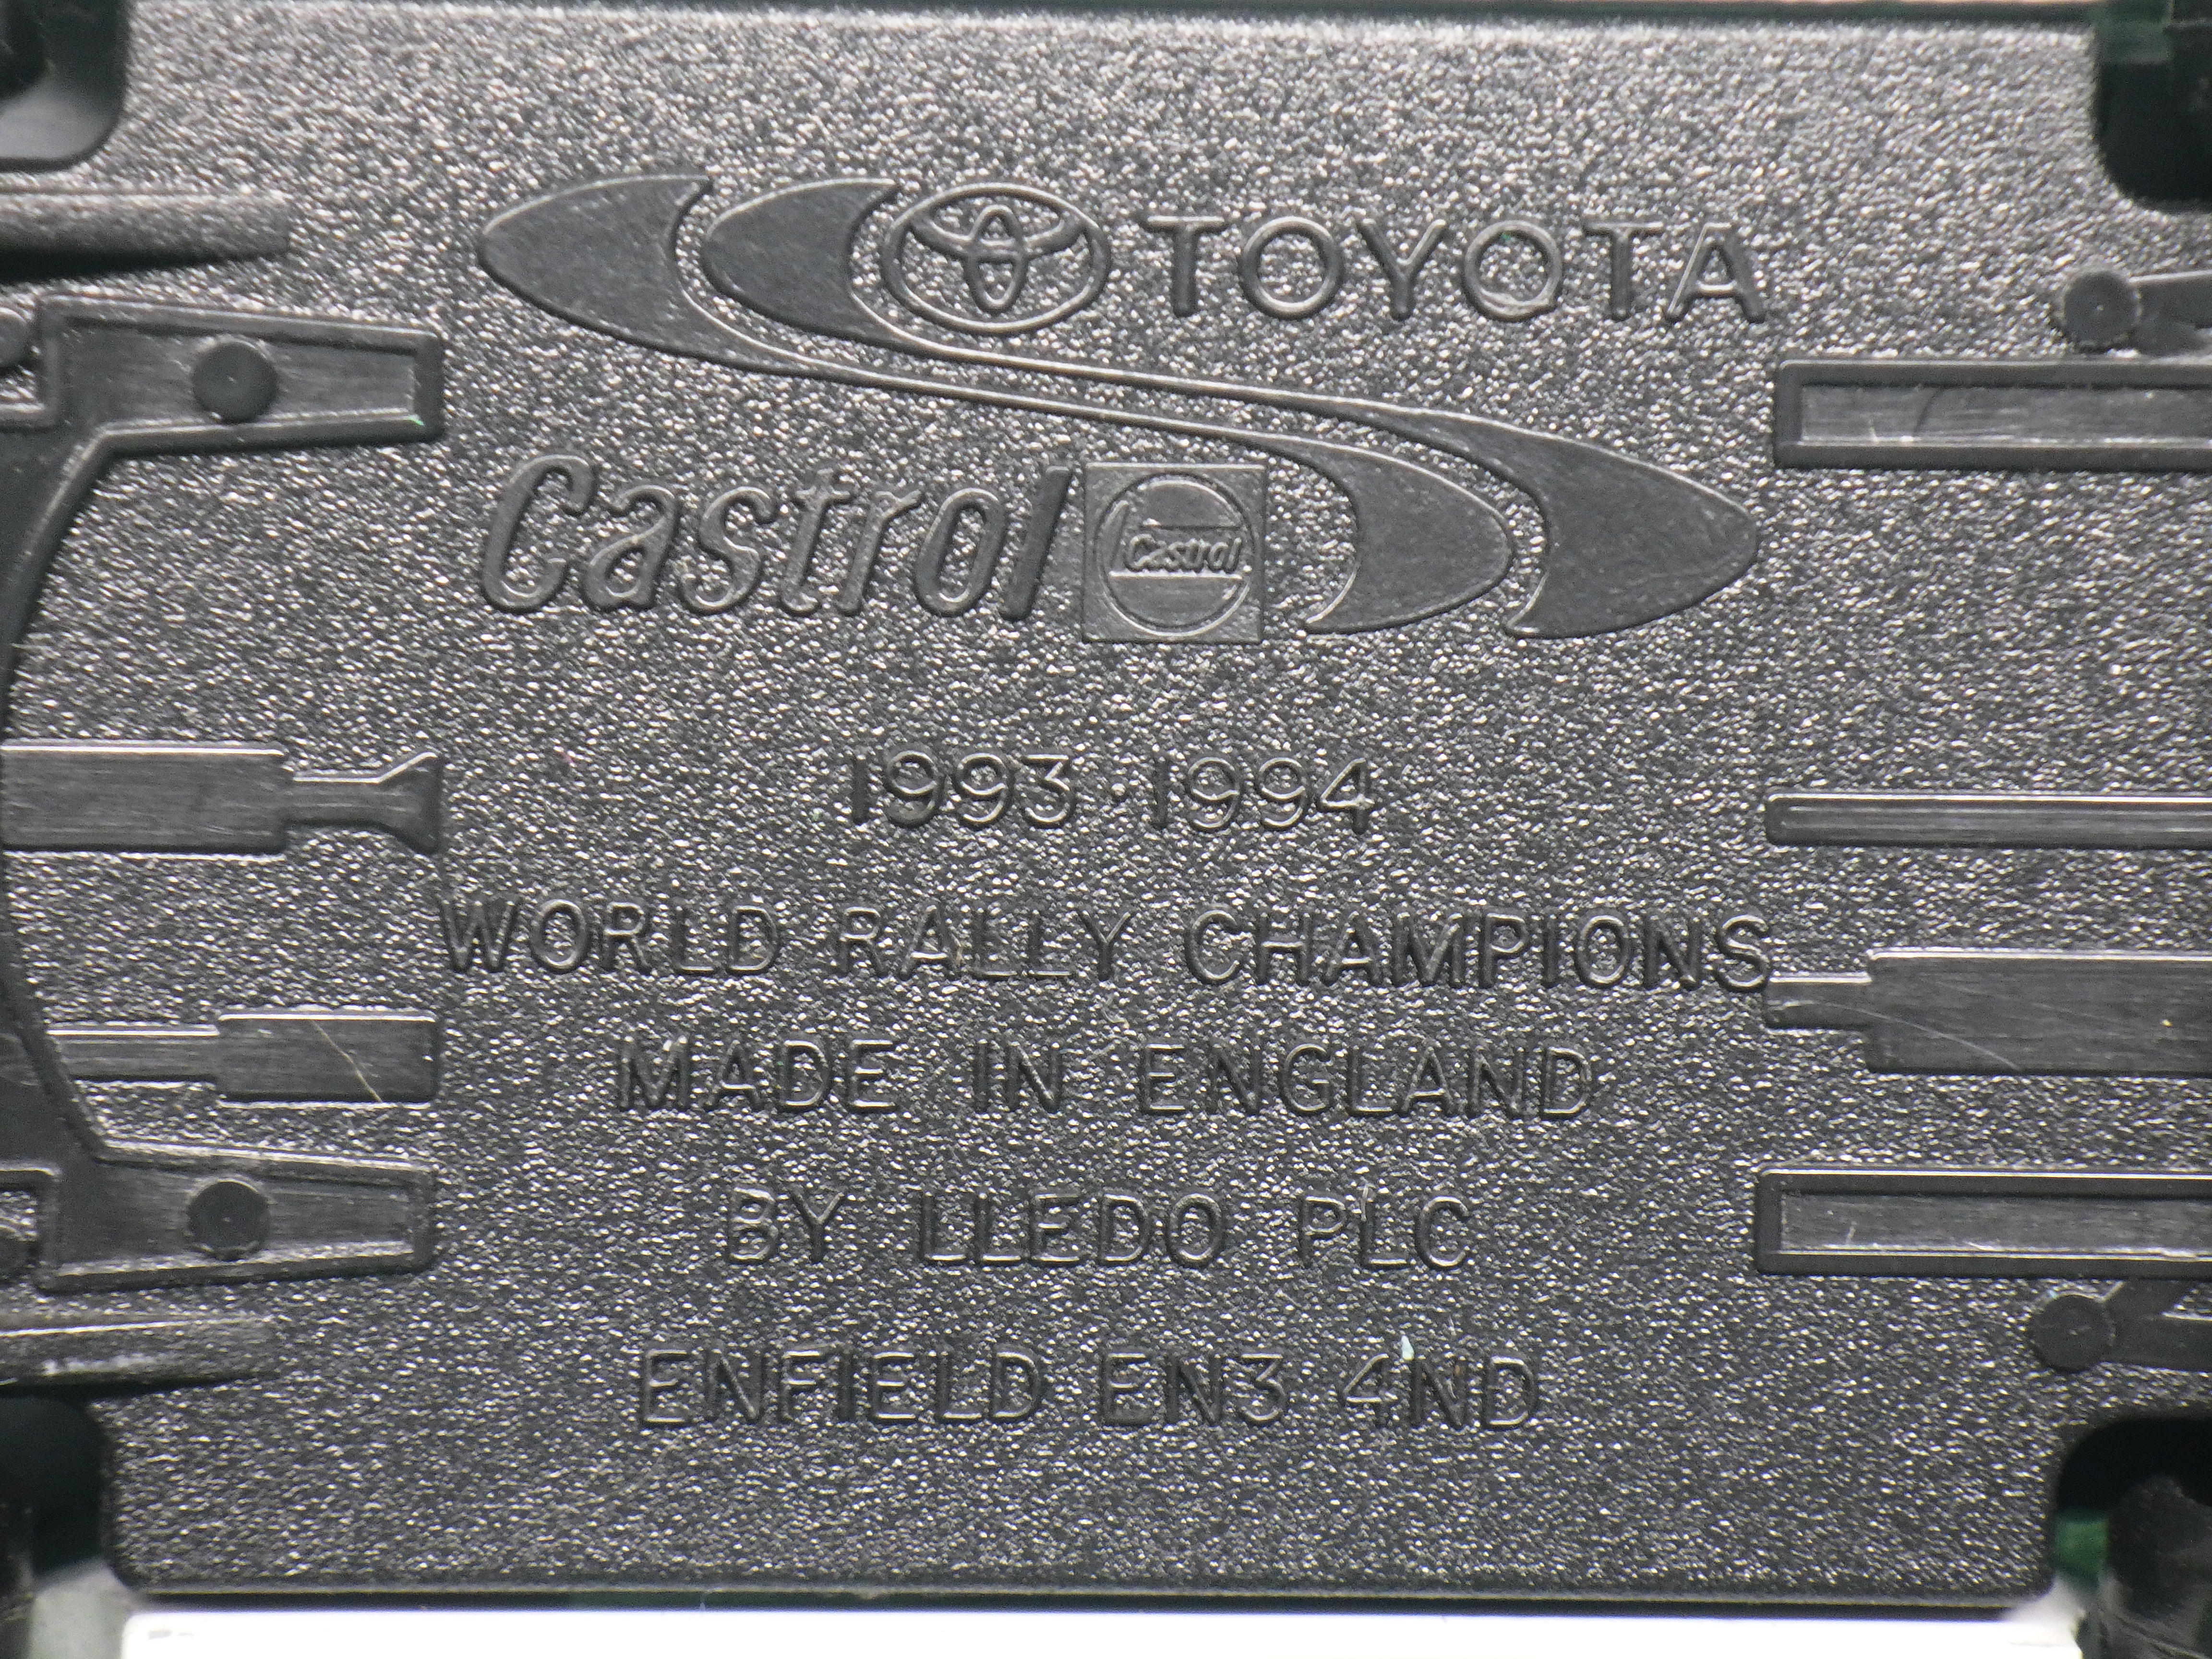 TOYOTA
Castrol Castrol
1993 · 1994
WORLD RALLY CHAMPIONS
MADE IN ENGLAND
BY LLEDO PLC
ENFIELD EN3 4ND